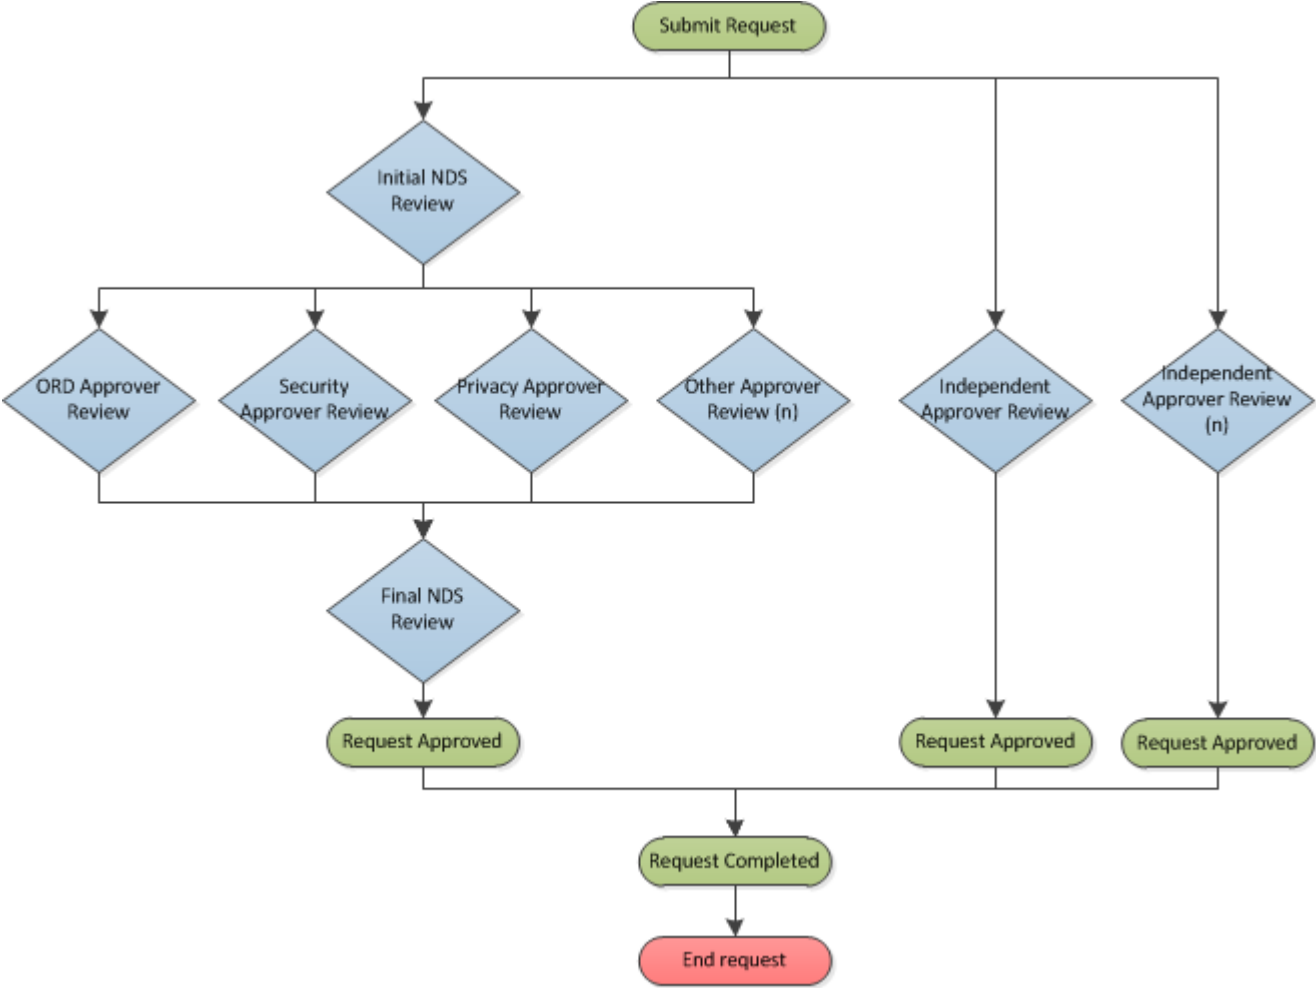 Submit Request
Initial NDS
Review
ORD Approver
Review
Security
Approver Review
Privacy Approver
Review
Other Approver
Review (n)
Independent
Approver Review
Independent
Approver Review
(n)
Final NDS
Review
Request Approved
Request Approved
Request Approved
Request Completed
End request